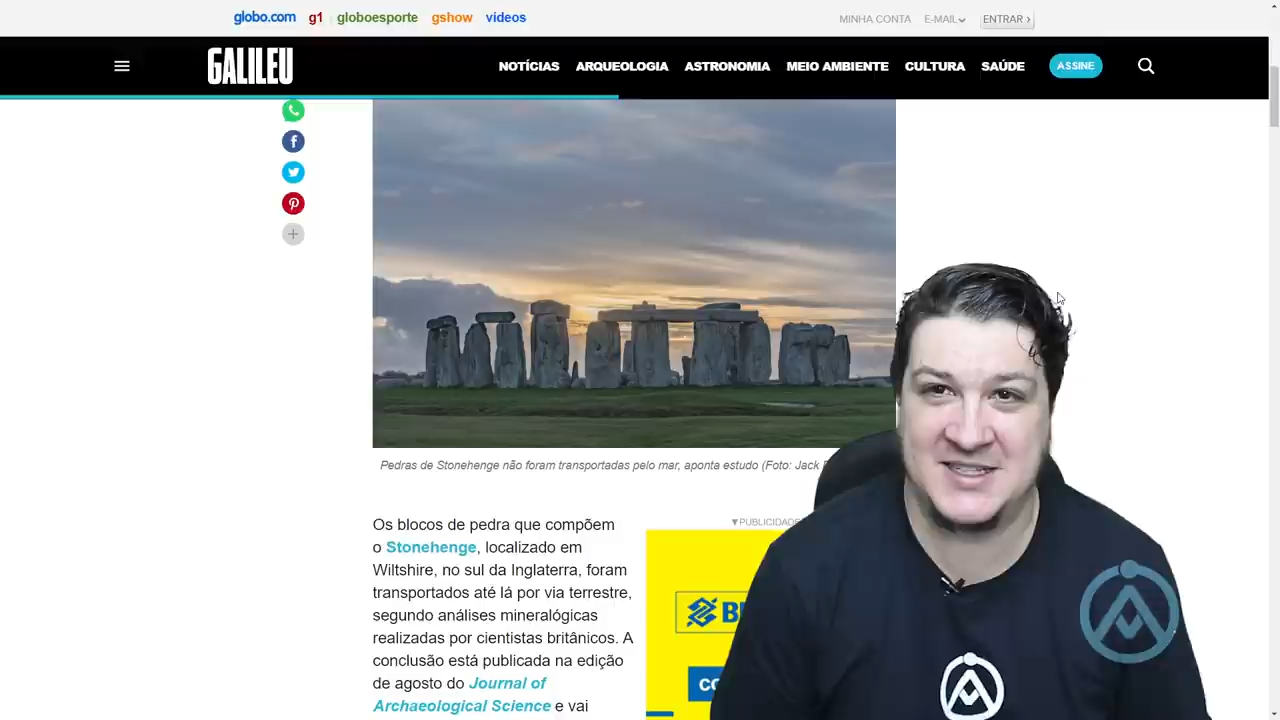 globo.com g1 globoesporte gshow vídeos MINHA CONTA E-MAIL ENTRAR
GALILEU NOTÍCIAS ARQUEOLOGIA ASTRONOMIA MEIO AMBIENTE CULTURA SAÚDE ASSINE
Pedras de Stonehenge não foram transportadas pelo mar, aponta estudo (Foto: Jack
▼PUBLICIDADE
Os blocos de pedra que compõem
o Stonehenge, localizado em
Wiltshire, no sul da Inglaterra, foram
transportados até lá por via terrestre,
segundo análises mineralógicas
realizadas por cientistas britânicos. A
conclusão está publicada na edição
de agosto do Journal of
Archaeological Science e vai